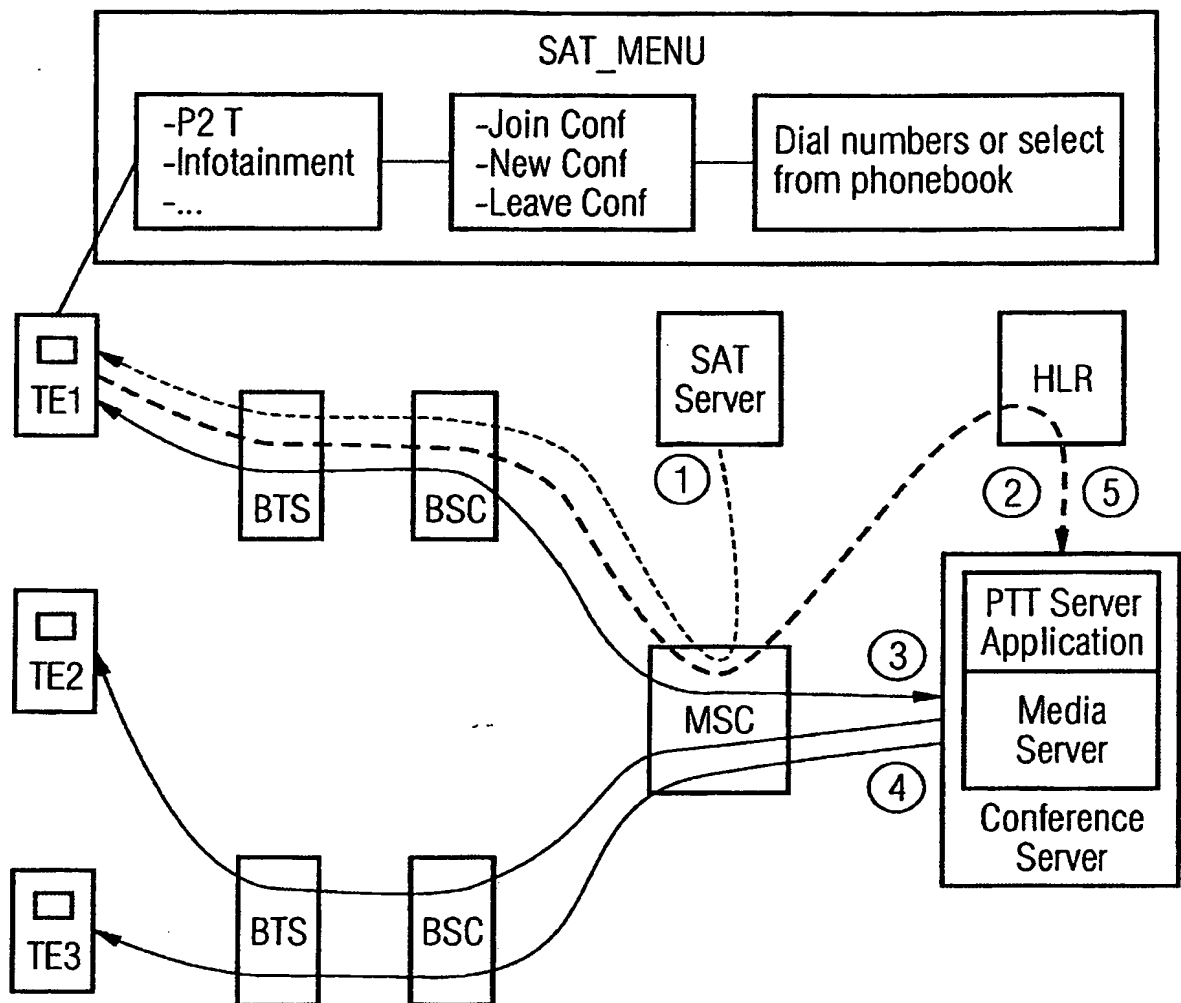 SAT_MENU
-P2 T
-Infotainment
-...
-Join Conf
-New Conf
-Leave Conf
Dial numbers or select
from phonebook
TE1
BTS
BSC
SAT
Server
HLR
1
2
5
TE2
MSC
3
4
PTT Server
Application
Media
Server
Conference
Server
TE3
BTS
BSC